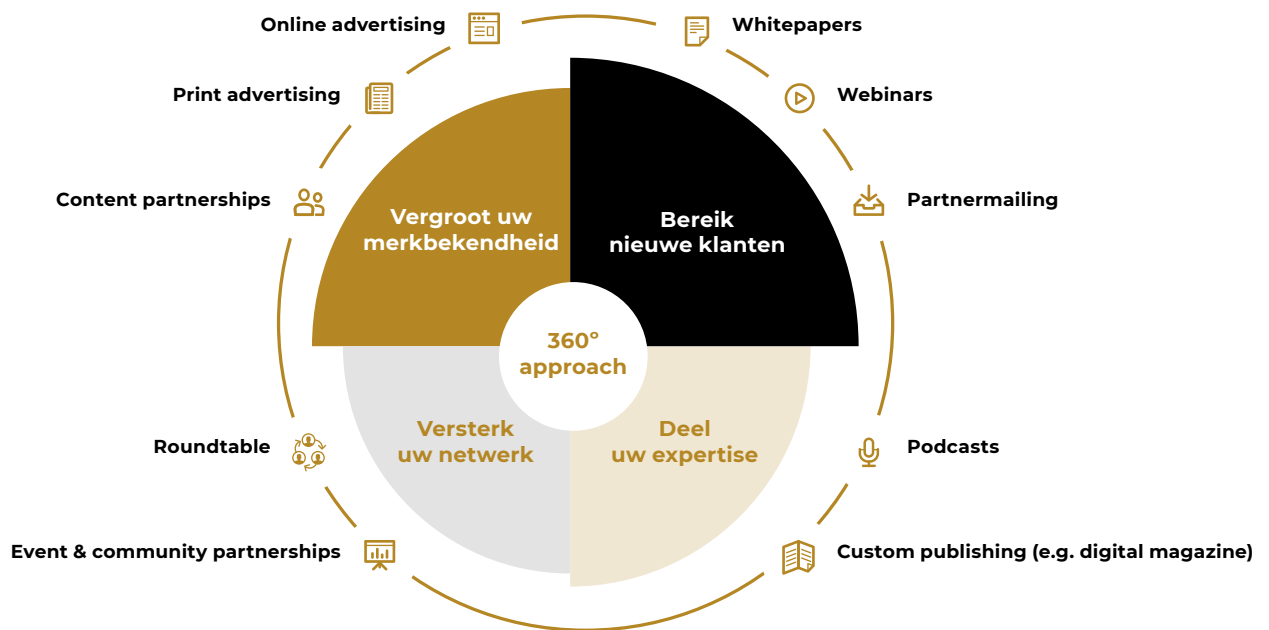 Online advertising
Whitepapers
Print advertising
Webinars
Content partnerships
Partnermailing
Vergroot uw
merkbekendheid
Bereik
nieuwe klanten
360º
approach
Versterk
uw netwerk
Deel
uw expertise
Roundtable
Podcasts
Event & community partnerships
Custom publishing (e.g. digital magazine)